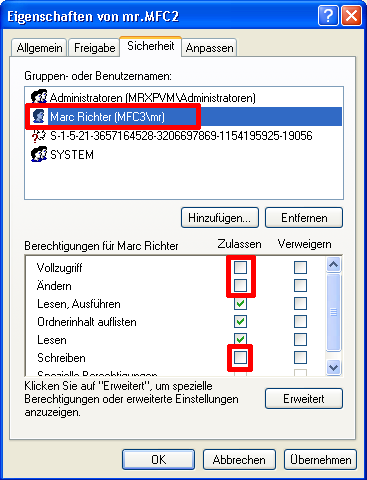 Eigenschaften von mr.MFC2
Allgemein Freigabe Sicherheit Anpassen
Gruppen- oder Benutzernamen:
Administratoren (MRXPVM\Administratoren)
Marc Richter (MFC3\mr)
S-1-5-21-3657164528-3206697869-1154195925-19056
SYSTEM
Hinzufügen... Entfernen
Berechtigungen für Marc Richter Zulassen Verweigern
Vollzugriff
Ändern
Lesen, Ausführen
Ordnerinhalt auflisten
Lesen
Schreiben
Spezielle Berechtigungen
Klicken Sie auf "Erweitert", um spezielle
Berechtigungen oder erweiterte Einstellungen
anzuzeigen.
Erweitert
OK Abbrechen Übernehmen